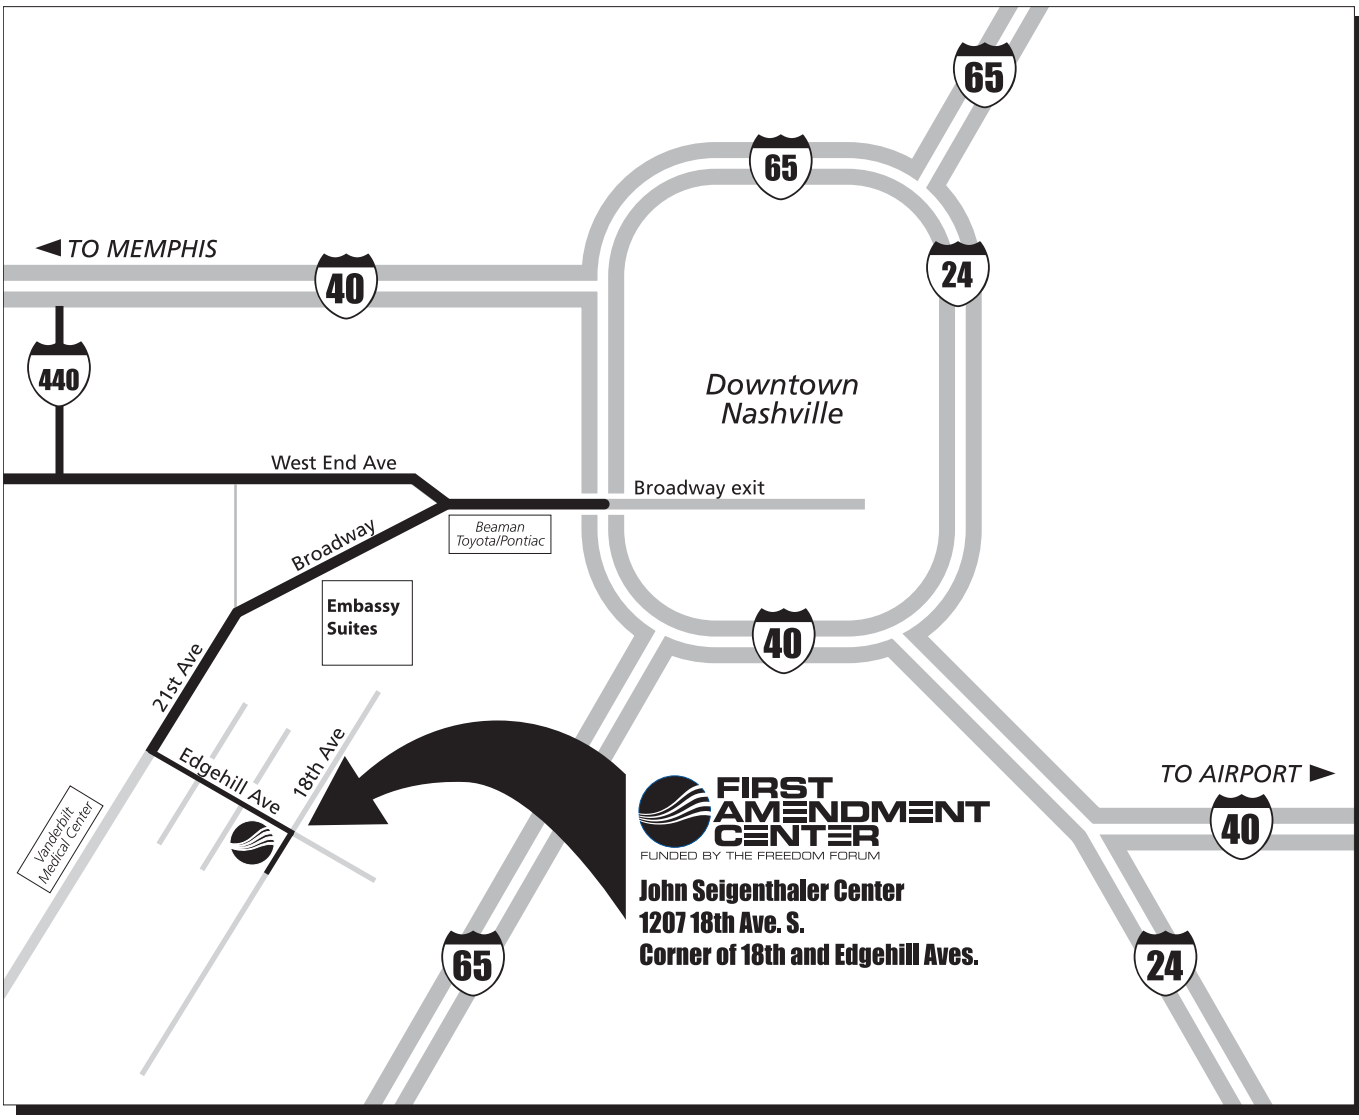 65
65
◄ TO MEMPHIS
40
24
440
Downtown
Nashville
West End Ave
Broadway exit
Beaman
Toyota/Pontiac
Broadway
Embassy
Suites
21st Ave
18th Ave
Edgehill Ave
Vanderbilt
Medical Center
40
TO AIRPORT ►
40
FIRST
AMENDMENT
CENTER
FUNDED BY THE FREEDOM FORUM
John Seigenthaler Center
1207 18th Ave. S.
Corner of 18th and Edgehill Aves.
65
24